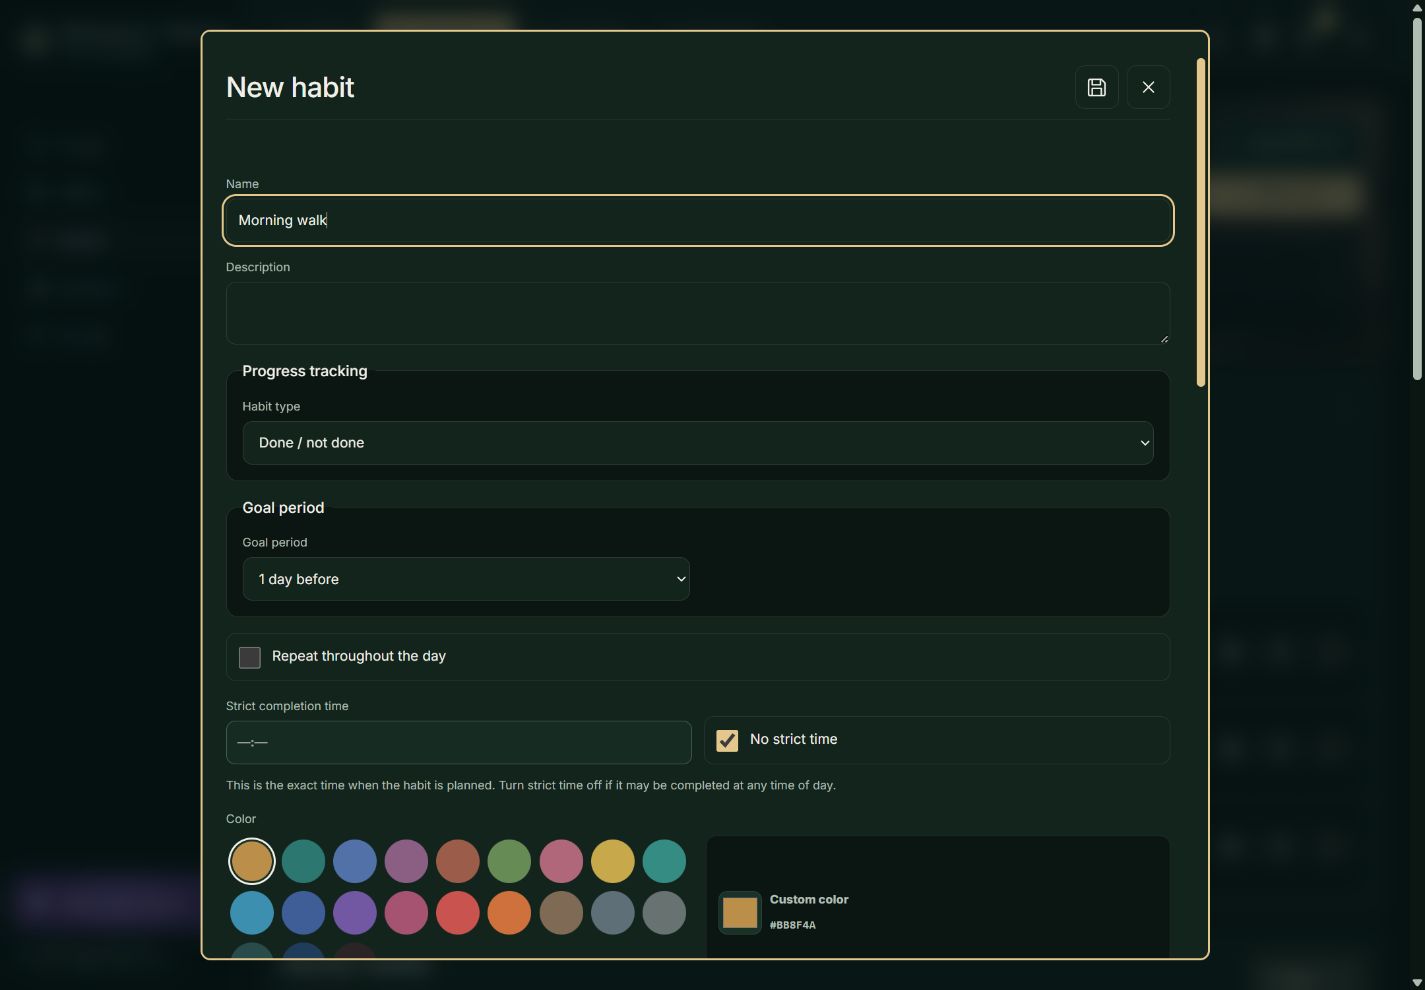 New habit
Name
Morning walk
Description
Progress tracking
Habit type
Done / not done
Goal period
Goal period
1 day before
Repeat throughout the day
Strict completion time
—:—
No strict time
This is the exact time when the habit is planned. Turn strict time off if it may be completed at any time of day.
Color
Custom color
#BB8F4A